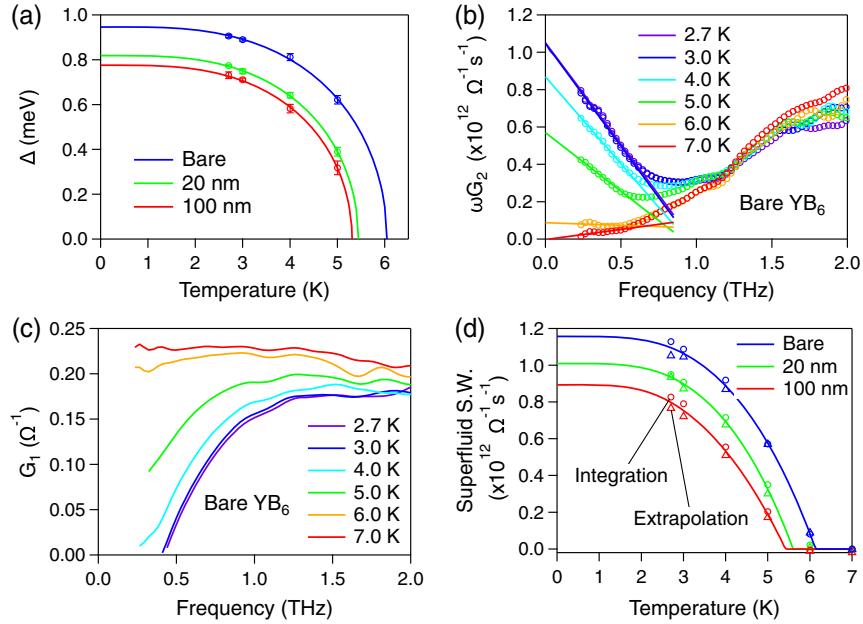 (a)
1.0
0.8
0.6
0.4
0.2
0.0
Δ (meV)
Bare
20 nm
100 nm
0 1 2 3 4 5 6
Temperature (K)
(b)
1.2
1.0
0.8
0.6
0.4
0.2
0.0
ωG₂ (x10¹² Ω⁻¹ s⁻¹)
2.7 K
3.0 K
4.0 K
5.0 K
6.0 K
7.0 K
Bare YB₆
0.0 0.5 1.0 1.5 2.0
Frequency (THz)
(c)
0.25
0.20
0.15
0.10
0.05
0.00
G₁ (Ω⁻¹)
2.7 K
3.0 K
4.0 K
5.0 K
6.0 K
7.0 K
Bare YB₆
0.0 0.5 1.0 1.5 2.0
Frequency (THz)
(d)
1.2
1.0
0.8
0.6
0.4
0.2
0.0
Superfluid S.W.
(x10¹² Ω⁻¹s⁻¹)
Bare
20 nm
100 nm
Integration
Extrapolation
0 1 2 3 4 5 6 7
Temperature (K)